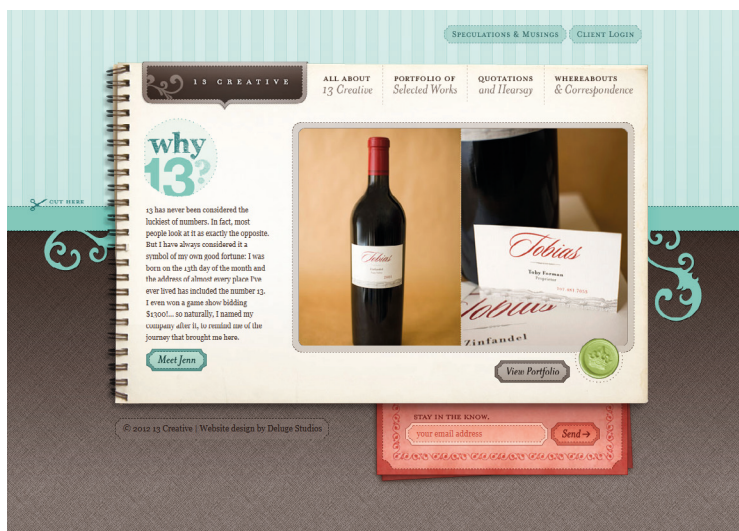 SPECULATIONS & MUSINGS
CLIENT LOGIN
13 CREATIVE
ALL ABOUT
13 Creative
PORTFOLIO OF
Selected Works
QUOTATIONS
and Hearsay
WHEREABOUTS
& Correspondence
why
13?
CUT HERE
13 has never been considered the
luckiest of numbers. In fact, most
people look at it as exactly the opposite.
But I have always considered it a
symbol of my own good fortune: I was
born on the 13th day of the month and
the address of almost every place I've
ever lived has included the number 13.
I even won a game show bidding
$1300!... so naturally, I named my
company after it, to remind me of the
journey that brought me here.
Meet Jenn
Tobias
Zinfandel
Tobias
Toby Forman
Proprietor
Tobias
Zinfandel
View Portfolio
© 2012 13 Creative | Website design by Deluge Studios
STAY IN THE KNOW,
your email address
Send→